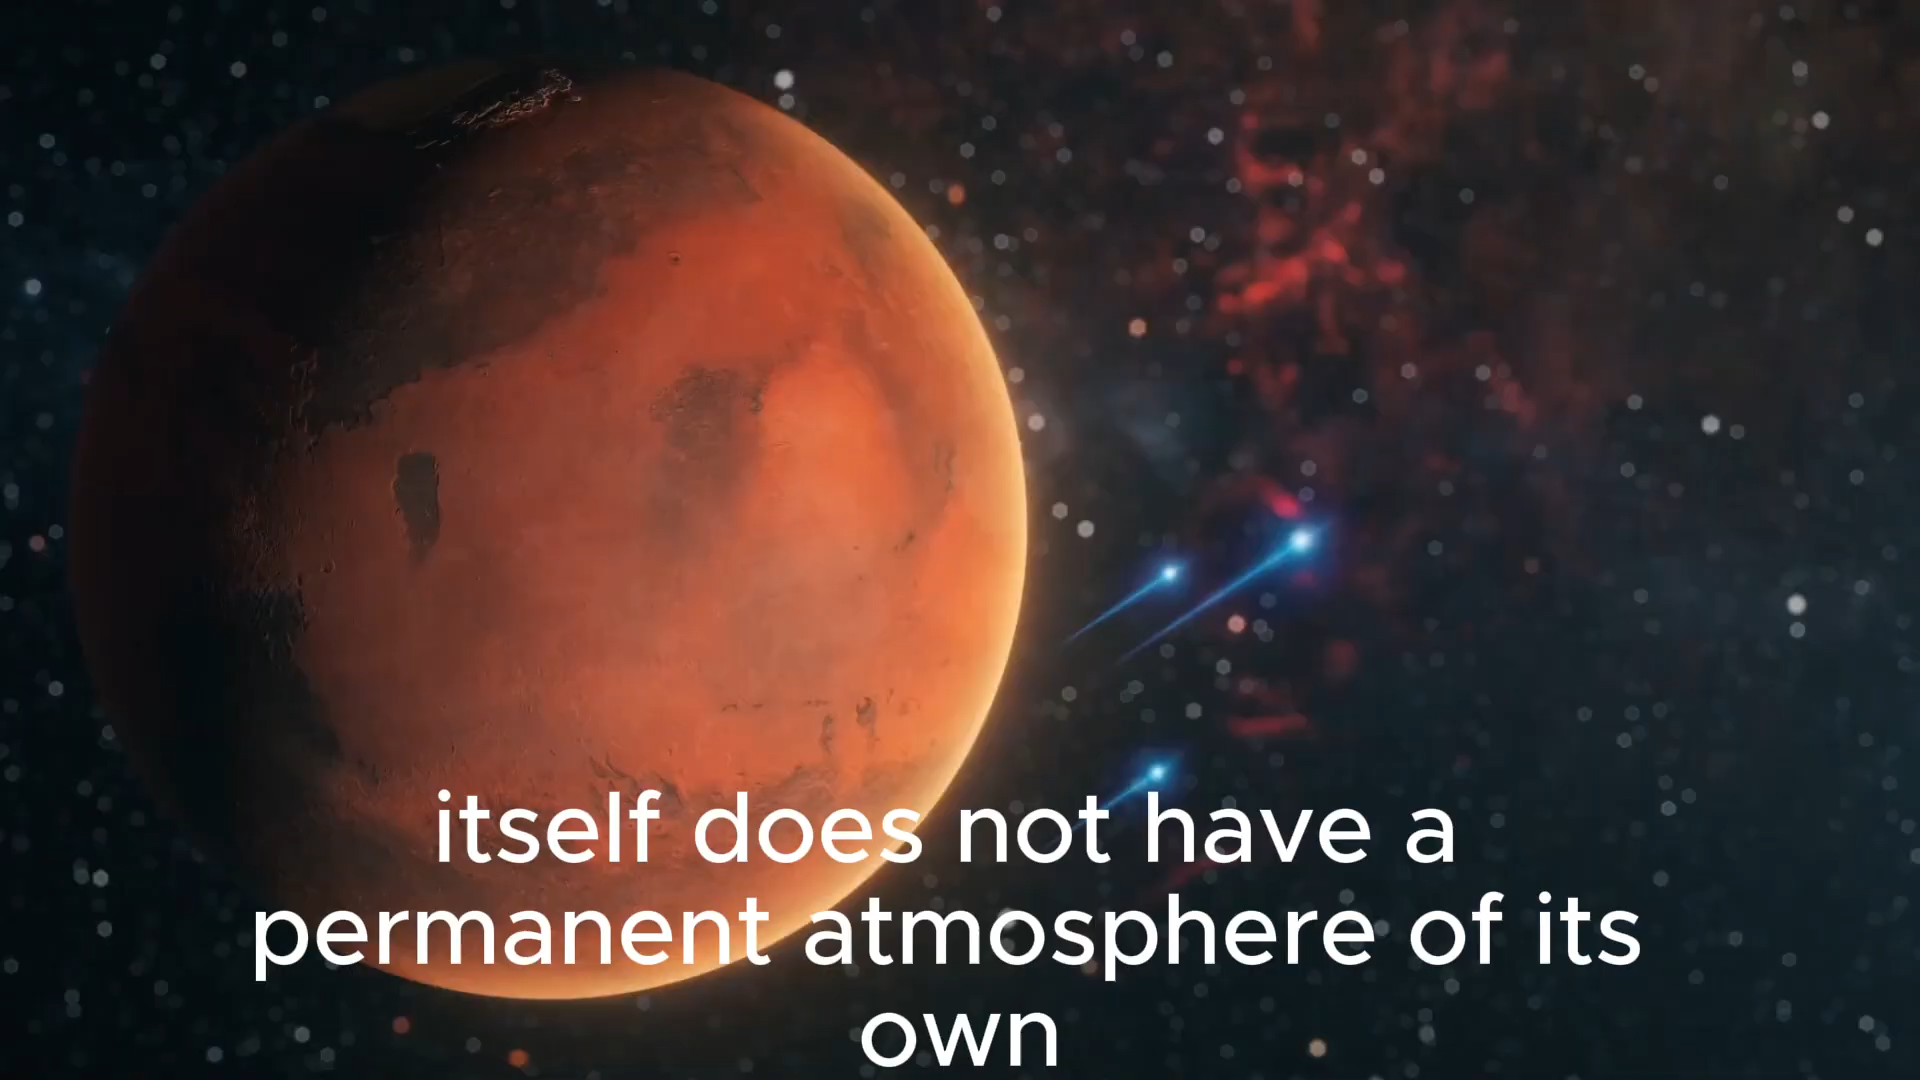 itself does not have a
permanent atmosphere of its
own